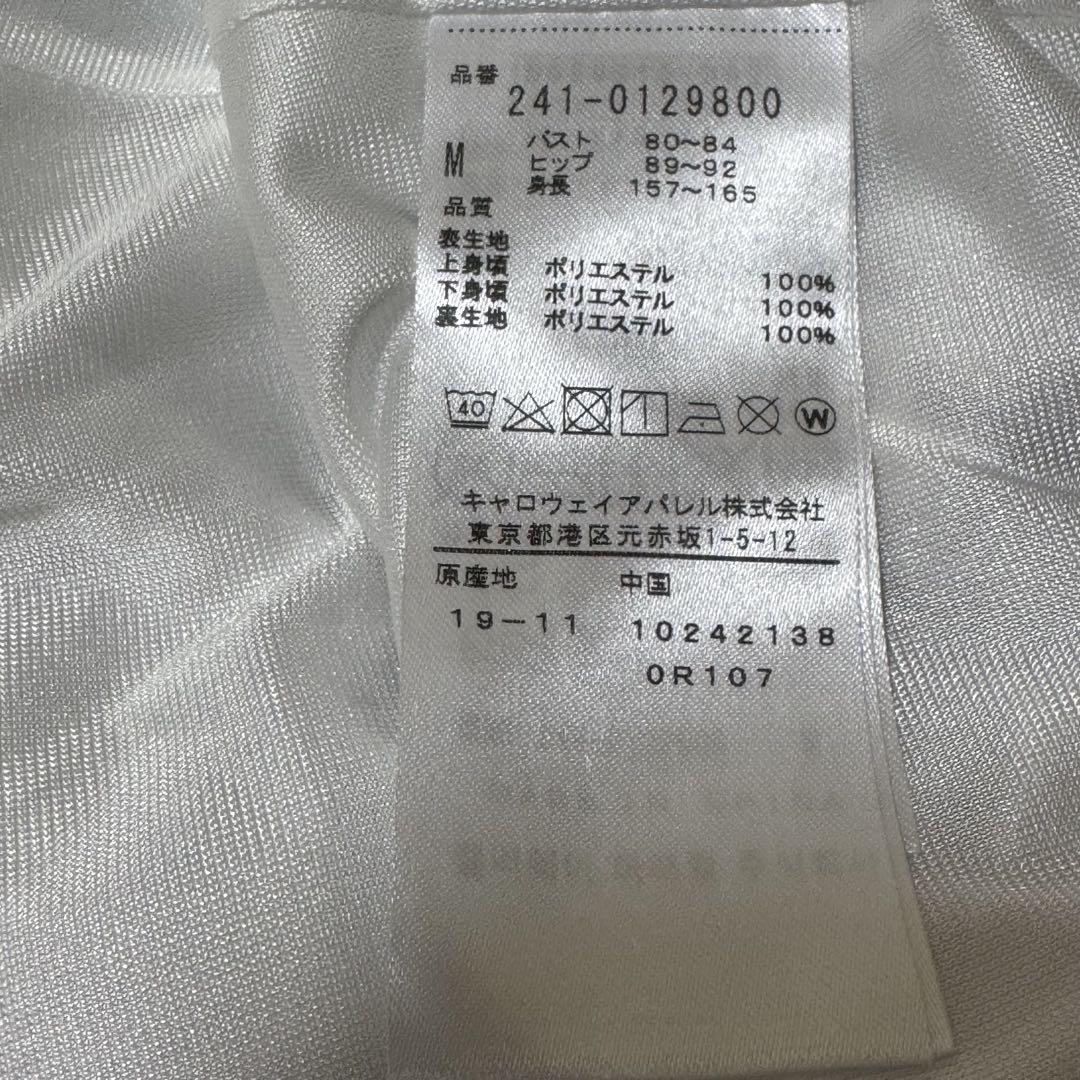 品番
241-0129800
M
バスト 80～84
ヒップ 89～92
身長 157～165
品質
表生地
上身頃 ポリエステル 100%
下身頃 ポリエステル 100%
裏生地 ポリエステル 100%
40 W
キャロウェイアパレル株式会社
東京都港区元赤坂1-5-12
原産地 中国
19-11 10242138
0R107